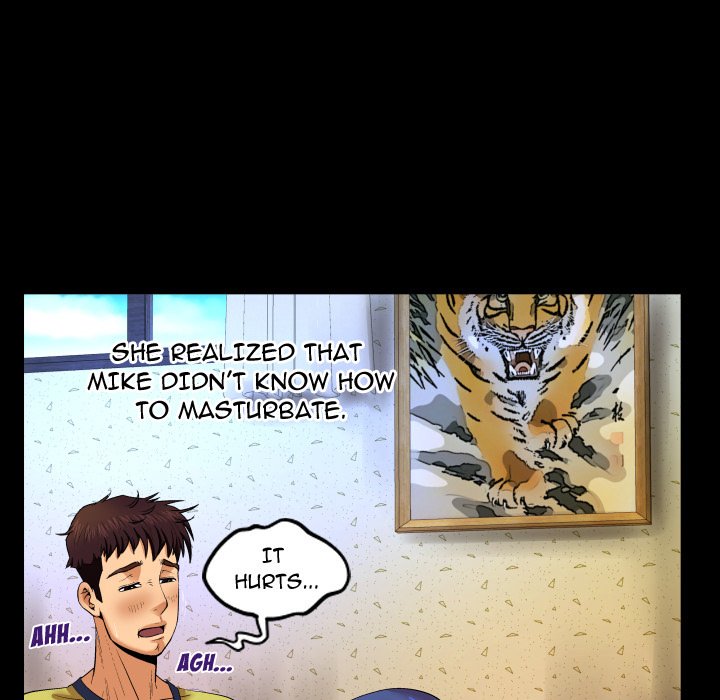 SHE REALIZED THAT
MIKE DIDN'T KNOW HOW
TO MASTURBATE.
IT
HURTS...
AHH...
AGH...